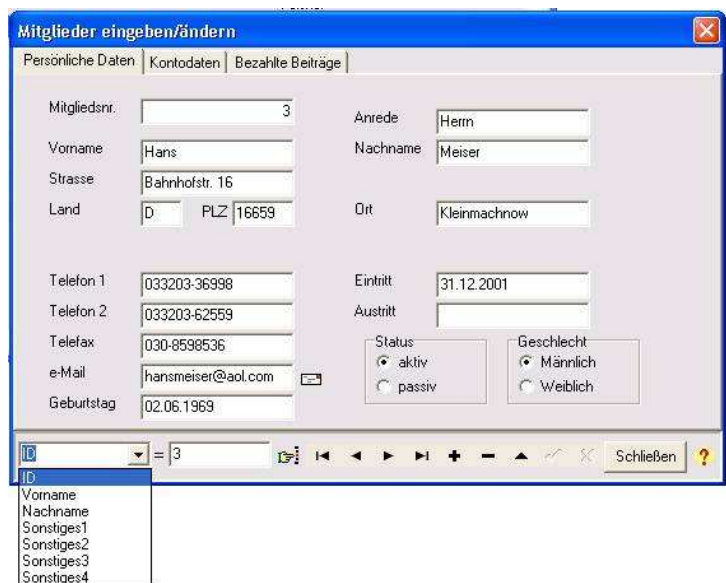 Mitglieder eingeben/ändern
Persönliche Daten Kontodaten Bezahlte Beiträge
Mitgliedsnr. 3 Anrede Herrn
Vorname Hans Nachname Meiser
Strasse Bahnhofstr. 16
Land D PLZ 16659 Ort Kleinmachnow
Telefon 1 033203-36998 Eintritt 31.12.2001
Telefon 2 033203-62559 Austritt
Telefax 030-8598536 Status Geschlecht
aktiv Männlich
e-Mail hansmeiser@aol.com passiv Weiblich
Geburtstag 02.06.1969
ID = 3 Schließen ?
ID
Vorname
Nachname
Sonstiges1
Sonstiges2
Sonstiges3
Sonstiges4